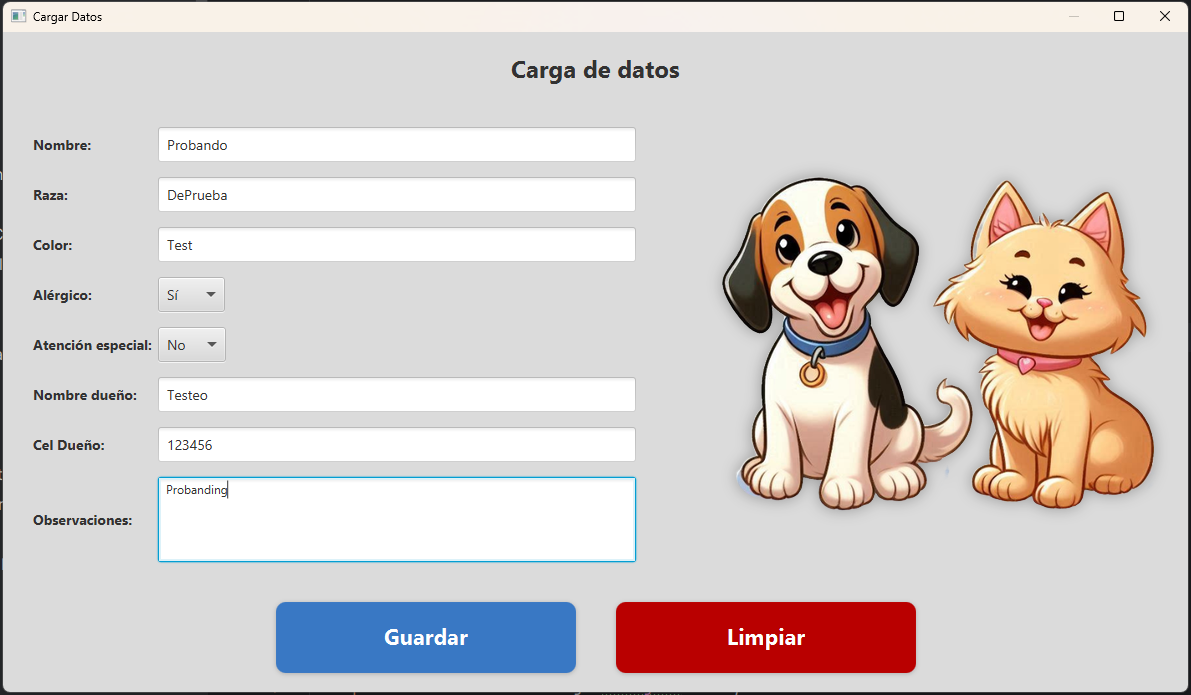 Cargar Datos
Carga de datos
Nombre: Probando
Raza: DePrueba
Color: Test
Alérgico: Sí
Atención especial: No
Nombre dueño: Testeo
Cel Dueño: 123456
Observaciones: Probanding
Guardar Limpiar